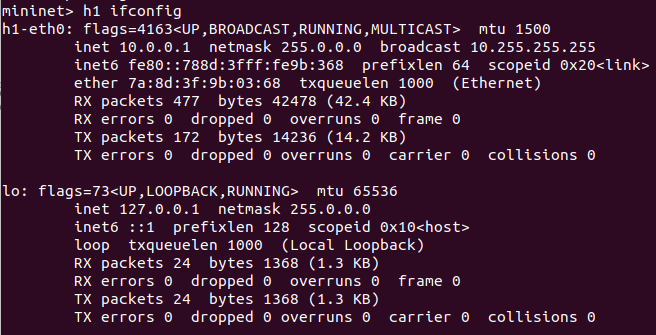 mininet> h1 ifconfig
h1-eth0: flags=4163<UP,BROADCAST,RUNNING,MULTICAST>  mtu 1500
        inet 10.0.0.1  netmask 255.0.0.0  broadcast 10.255.255.255
        inet6 fe80::788d:3fff:fe9b:368  prefixlen 64  scopeid 0x20<link>
        ether 7a:8d:3f:9b:03:68  txqueuelen 1000  (Ethernet)
        RX packets 477  bytes 42478 (42.4 KB)
        RX errors 0  dropped 0  overruns 0  frame 0
        TX packets 172  bytes 14236 (14.2 KB)
        TX errors 0  dropped 0 overruns 0  carrier 0  collisions 0

lo: flags=73<UP,LOOPBACK,RUNNING>  mtu 65536
        inet 127.0.0.1  netmask 255.0.0.0
        inet6 ::1  prefixlen 128  scopeid 0x10<host>
        loop  txqueuelen 1000  (Local Loopback)
        RX packets 24  bytes 1368 (1.3 KB)
        RX errors 0  dropped 0  overruns 0  frame 0
        TX packets 24  bytes 1368 (1.3 KB)
        TX errors 0  dropped 0 overruns 0  carrier 0  collisions 0